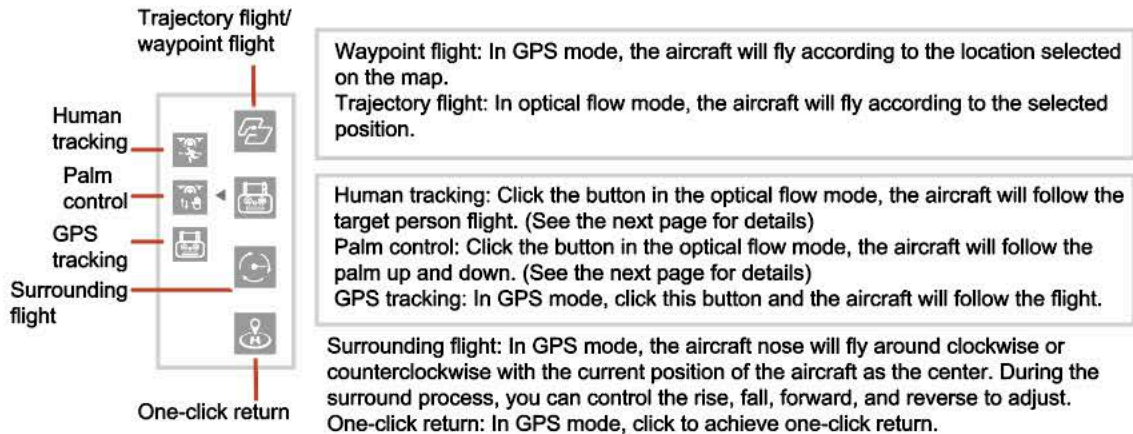 Trajectory flight/
waypoint flight
Human
tracking
Palm
control
GPS
tracking
Surrounding
flight
One-click return
Waypoint flight: In GPS mode, the aircraft will fly according to the location selected
on the map.
Trajectory flight: In optical flow mode, the aircraft will fly according to the selected
position.
Human tracking: Click the button in the optical flow mode, the aircraft will follow the
target person flight. (See the next page for details)
Palm control: Click the button in the optical flow mode, the aircraft will follow the
palm up and down. (See the next page for details)
GPS tracking: In GPS mode, click this button and the aircraft will follow the flight.
Surrounding flight: In GPS mode, the aircraft nose will fly around clockwise or
counterclockwise with the current position of the aircraft as the center. During the
surround process, you can control the rise, fall, forward, and reverse to adjust.
One-click return: In GPS mode, click to achieve one-click return.